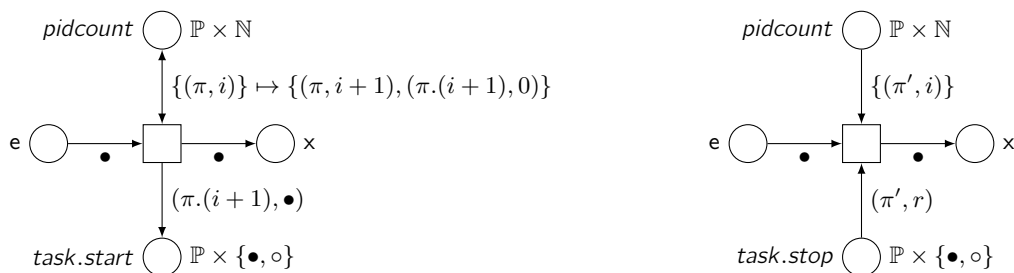 pidcount ℙ × ℕ
{(π, i)} ↦ {(π, i + 1), (π.(i + 1), 0)}
e • • x
(π.(i + 1), •)
task.start ℙ × {•, ◦}
pidcount ℙ × ℕ
{(π′, i)}
e • • x
(π′, r)
task.stop ℙ × {•, ◦}